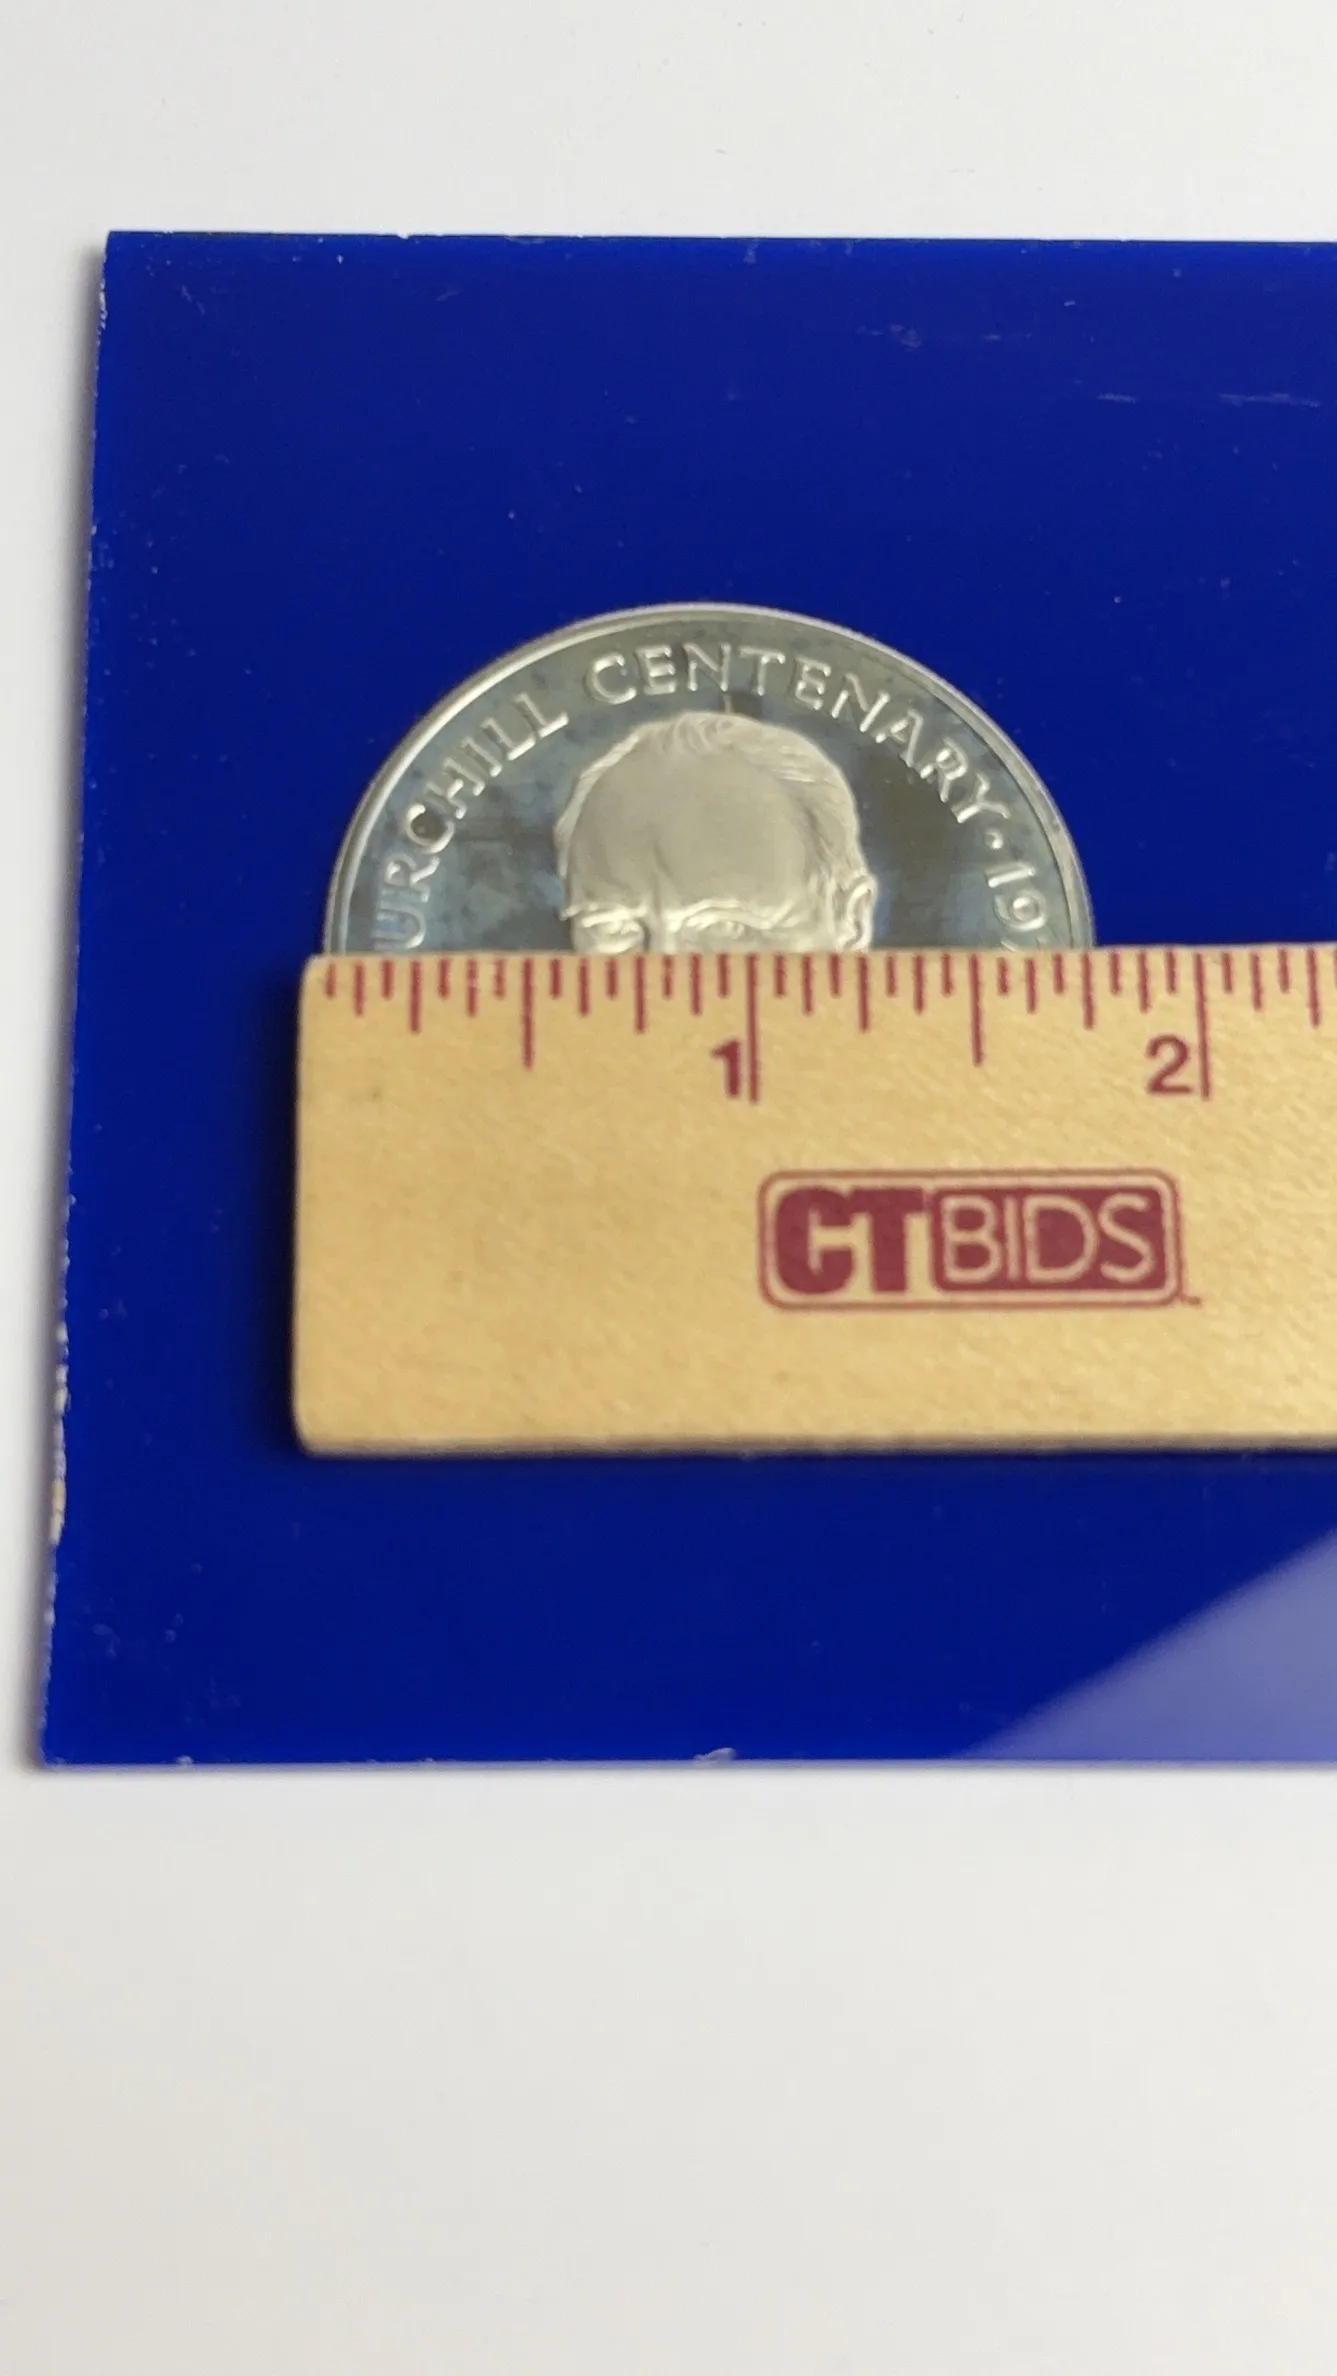 URCHILL CENTENARY · 19
1 2
CTBIDS